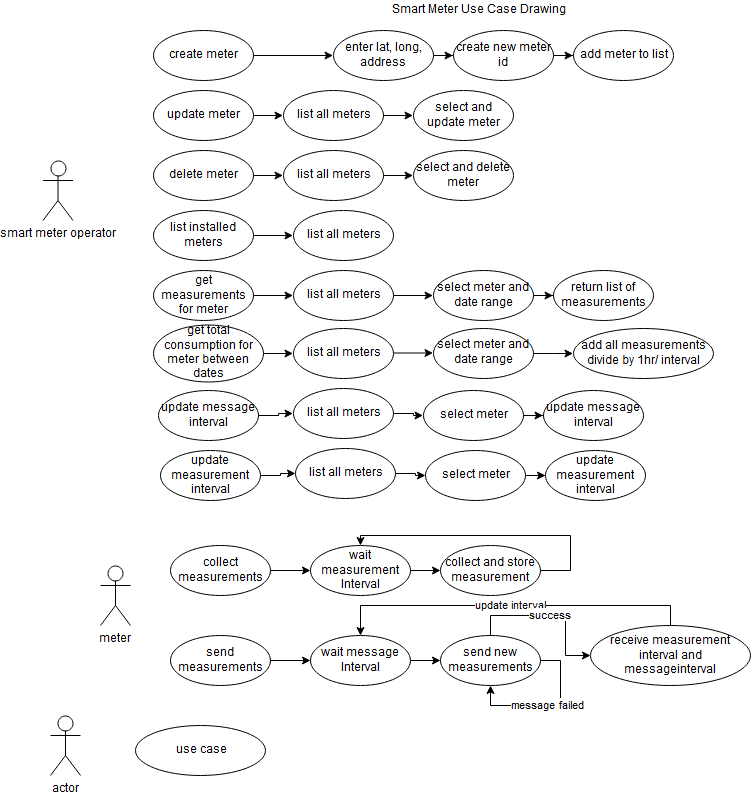 Smart Meter Use Case Drawing
create meter
enter lat, long,
address
create new meter
id
add meter to list
update meter
list all meters
select and
update meter
delete meter
list all meters
select and delete
meter
smart meter operator
list installed
meters
list all meters
get
measurements
for meter
list all meters
select meter and
date range
return list of
measurements
get total
consumption for
meter between
dates
list all meters
select meter and
date range
add all measurements
divide by 1hr/ interval
update message
interval
list all meters
select meter
update message
interval
update
measurement
interval
list all meters
select meter
update
measurement
interval
meter
collect
measurements
wait
measurement
Interval
collect and store
measurement
send
measurements
wait message
Interval
send new
measurements
update interval
success
receive measurement
interval and
messageinterval
message failed
actor
use case